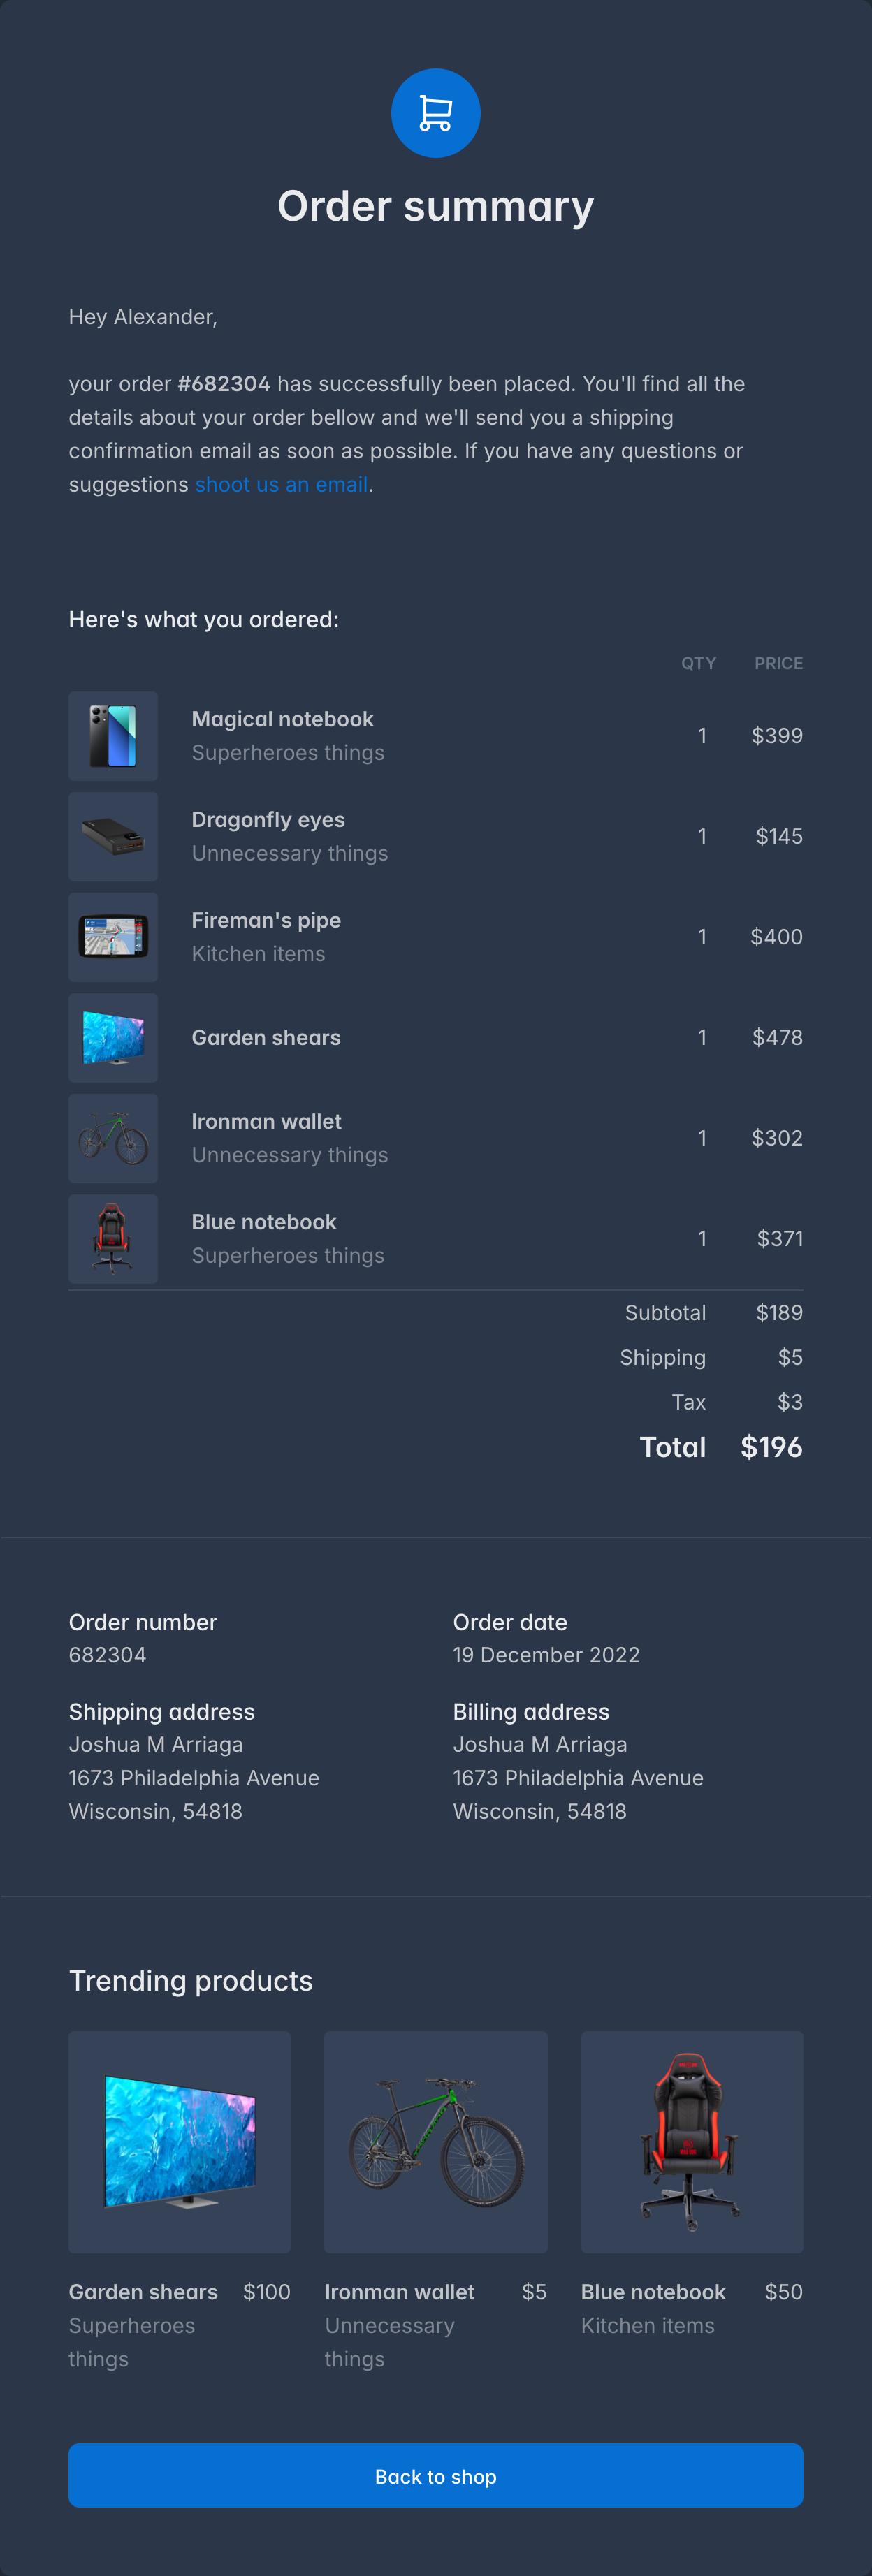 Order summary
Hey Alexander,
your order #682304 has successfully been placed. You'll find all the
details about your order bellow and we'll send you a shipping
confirmation email as soon as possible. If you have any questions or
suggestions shoot us an email.
Here's what you ordered:
QTY PRICE
Magical notebook
Superheroes things
1 $399
Dragonfly eyes
Unnecessary things
1 $145
Fireman's pipe
Kitchen items
1 $400
Garden shears 1 $478
Ironman wallet
Unnecessary things
1 $302
Blue notebook
Superheroes things
1 $371
Subtotal $189
Shipping $5
Tax $3
Total $196
Order number
682304
Order date
19 December 2022
Shipping address
Joshua M Arriaga
1673 Philadelphia Avenue
Wisconsin, 54818
Billing address
Joshua M Arriaga
1673 Philadelphia Avenue
Wisconsin, 54818
Trending products
Garden shears $100
Superheroes
things
Ironman wallet $5
Unnecessary
things
Blue notebook $50
Kitchen items
Back to shop